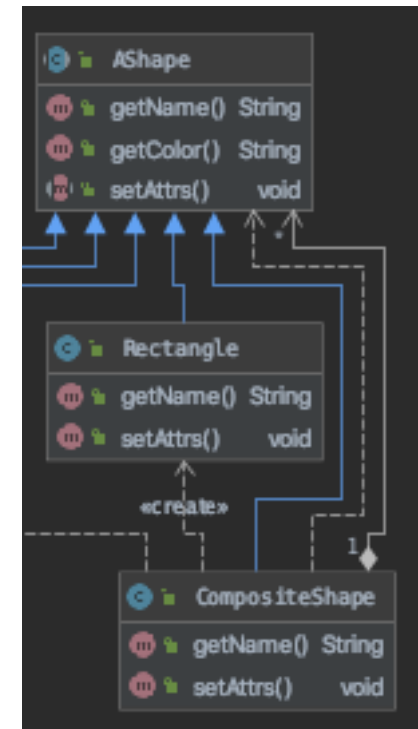 AShape
getName() String
getColor() String
setAttrs() void
*
Rectangle
getName() String
setAttrs() void
«create»
1
CompositeShape
getName() String
setAttrs() void